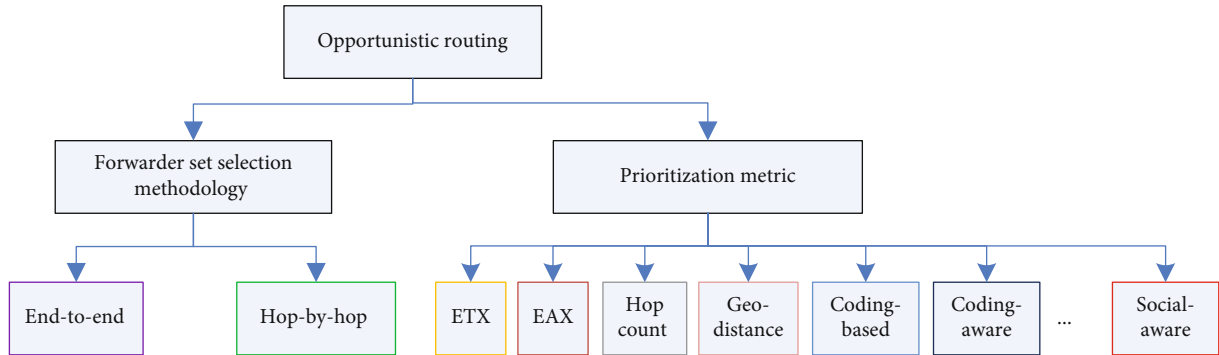 Opportunistic routing
Forwarder set selection
methodology
Prioritization metric
End-to-end
Hop-by-hop
ETX
EAX
Hop
count
Geo-
distance
Coding-
based
Coding-
aware
...
Social-
aware